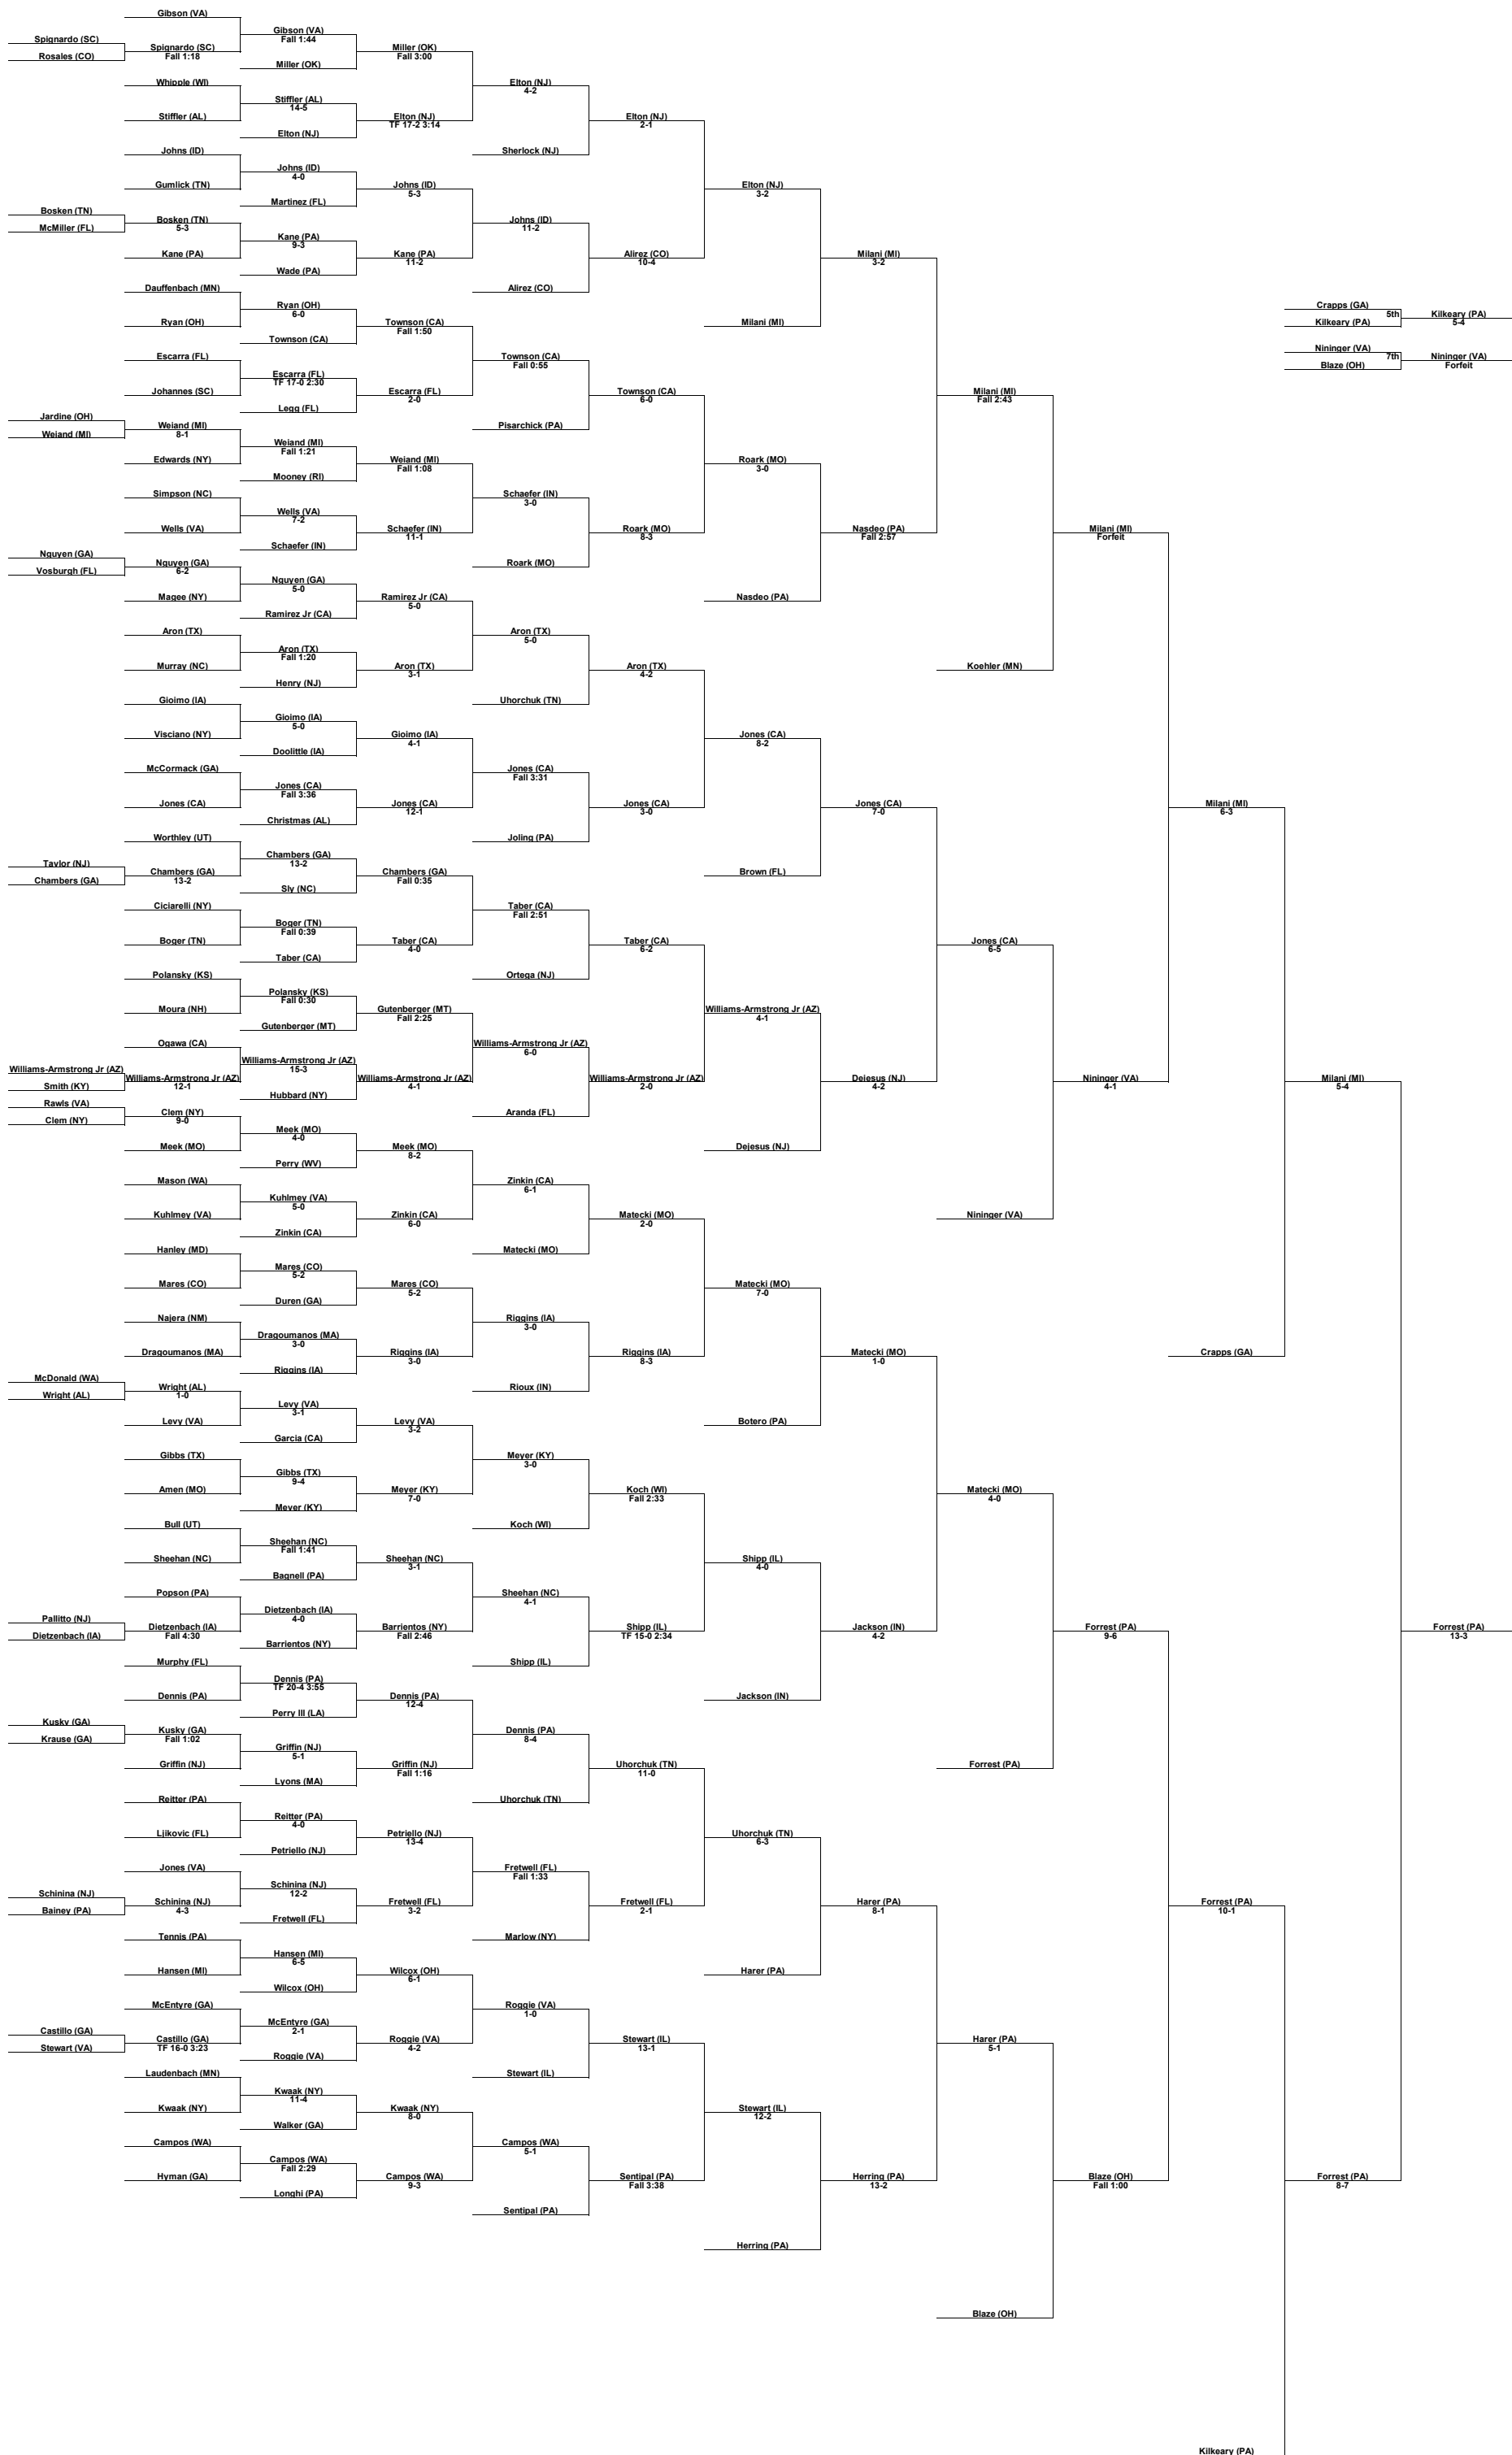 Gibson (VA)
Gibson (VA)
Fall 1:44
Spignardo (SC)
Spignardo (SC)
Miller (OK)
Rosales (CO)
Fall 1:18
Fall 3:00
Miller (OK)
Whipple (WI)
Elton (NJ)
4-2
Stiffler (AL)
14-5
Stiffler (AL)
Elton (NJ)
Elton (NJ)
TF 17-2 3:14
2-1
Elton (NJ)
Johns (ID)
Sherlock (NJ)
Johns (ID)
4-0
Gumlick (TN)
Johns (ID)
Elton (NJ)
5-3
3-2
Martinez (FL)
Bosken (TN)
Bosken (TN)
Johns (ID)
McMiller (FL)
5-3
11-2
Kane (PA)
9-3
Kane (PA)
Kane (PA)
Alirez (CO)
Milani (MI)
11-2
10-4
3-2
Wade (PA)
Dauffenbach (MN)
Alirez (CO)
Ryan (OH)
6-0
Crapps (GA)
5th
Kilkeary (PA)
Ryan (OH)
Townson (CA)
Milani (MI)
Kilkeary (PA)
5-4
Fall 1:50
Townson (CA)
Nininger (VA)
7th
Nininger (VA)
Escarra (FL)
Townson (CA)
Blaze (OH)
Forfeit
Fall 0:55
Escarra (FL)
TF 17-0 2:30
Johannes (SC)
Escarra (FL)
Townson (CA)
Milani (MI)
2-0
6-0
Fall 2:43
Legg (FL)
Jardine (OH)
Weiand (MI)
Pisarchick (PA)
Weiand (MI)
8-1
Weiand (MI)
Fall 1:21
Edwards (NY)
Weiand (MI)
Roark (MO)
Fall 1:08
3-0
Mooney (RI)
Simpson (NC)
Schaefer (IN)
3-0
Wells (VA)
7-2
Wells (VA)
Schaefer (IN)
Roark (MO)
Nasdeo (PA)
Milani (MI)
11-1
8-3
Fall 2:57
Forfeit
Schaefer (IN)
Nguyen (GA)
Nguyen (GA)
Roark (MO)
Vosburgh (FL)
6-2
Nguyen (GA)
5-0
Magee (NY)
Ramirez Jr (CA)
Nasdeo (PA)
5-0
Ramirez Jr (CA)
Aron (TX)
Aron (TX)
5-0
Aron (TX)
Fall 1:20
Murray (NC)
Aron (TX)
Aron (TX)
Koehler (MN)
3-1
4-2
Henry (NJ)
Gioimo (IA)
Uhorchuk (TN)
Gioimo (IA)
5-0
Visciano (NY)
Gioimo (IA)
Jones (CA)
4-1
8-2
Doolittle (IA)
McCormack (GA)
Jones (CA)
Fall 3:31
Jones (CA)
Fall 3:36
Jones (CA)
Jones (CA)
Jones (CA)
Jones (CA)
Milani (MI)
12-1
3-0
7-0
6-3
Christmas (AL)
Worthley (UT)
Joling (PA)
Chambers (GA)
13-2
Taylor (NJ)
Chambers (GA)
Chambers (GA)
Brown (FL)
Chambers (GA)
13-2
Fall 0:35
Sly (NC)
Ciciarelli (NY)
Taber (CA)
Fall 2:51
Boger (TN)
Fall 0:39
Boger (TN)
Taber (CA)
Taber (CA)
Jones (CA)
4-0
6-2
6-5
Taber (CA)
Polansky (KS)
Ortega (NJ)
Polansky (KS)
Fall 0:30
Moura (NH)
Gutenberger (MT)
Williams-Armstrong Jr (AZ)
Fall 2:25
4-1
Gutenberger (MT)
Ogawa (CA)
Williams-Armstrong Jr (AZ)
6-0
Williams-Armstrong Jr (AZ)
15-3
Williams-Armstrong Jr (AZ)
Williams-Armstrong Jr (AZ)
Williams-Armstrong Jr (AZ)
Williams-Armstrong Jr (AZ)
Dejesus (NJ)
Nininger (VA)
Milani (MI)
Smith (KY)
12-1
4-1
2-0
4-2
4-1
5-4
Hubbard (NY)
Rawls (VA)
Clem (NY)
Aranda (FL)
Clem (NY)
9-0
Meek (MO)
4-0
Meek (MO)
Meek (MO)
Dejesus (NJ)
8-2
Perry (WV)
Mason (WA)
Zinkin (CA)
6-1
Kuhlmey (VA)
5-0
Kuhlmey (VA)
Zinkin (CA)
Matecki (MO)
Nininger (VA)
6-0
2-0
Zinkin (CA)
Hanley (MD)
Matecki (MO)
Mares (CO)
5-2
Mares (CO)
Mares (CO)
Matecki (MO)
5-2
7-0
Duren (GA)
Najera (NM)
Riggins (IA)
3-0
Dragoumanos (MA)
3-0
Dragoumanos (MA)
Riggins (IA)
Riggins (IA)
Matecki (MO)
Crapps (GA)
3-0
8-3
1-0
Riggins (IA)
McDonald (WA)
Wright (AL)
Rioux (IN)
Wright (AL)
1-0
Levy (VA)
3-1
Levy (VA)
Levy (VA)
Botero (PA)
3-2
Garcia (CA)
Gibbs (TX)
Meyer (KY)
3-0
Gibbs (TX)
9-4
Amen (MO)
Meyer (KY)
Koch (WI)
Matecki (MO)
7-0
Fall 2:33
4-0
Meyer (KY)
Bull (UT)
Koch (WI)
Sheehan (NC)
Fall 1:41
Sheehan (NC)
Sheehan (NC)
Shipp (IL)
3-1
4-0
Bagnell (PA)
Popson (PA)
Sheehan (NC)
4-1
Dietzenbach (IA)
4-0
Pallitto (NJ)
Dietzenbach (IA)
Barrientos (NY)
Shipp (IL)
Jackson (IN)
Forrest (PA)
Forrest (PA)
Dietzenbach (IA)
Fall 4:30
Fall 2:46
TF 15-0 2:34
4-2
9-6
13-3
Barrientos (NY)
Murphy (FL)
Shipp (IL)
Dennis (PA)
TF 20-4 3:55
Dennis (PA)
Dennis (PA)
Jackson (IN)
12-4
Perry III (LA)
Kusky (GA)
Kusky (GA)
Dennis (PA)
Krause (GA)
Fall 1:02
8-4
Griffin (NJ)
5-1
Griffin (NJ)
Griffin (NJ)
Uhorchuk (TN)
Forrest (PA)
Fall 1:16
11-0
Lyons (MA)
Reitter (PA)
Uhorchuk (TN)
Reitter (PA)
4-0
Ljikovic (FL)
Petriello (NJ)
Uhorchuk (TN)
13-4
6-3
Petriello (NJ)
Jones (VA)
Fretwell (FL)
Fall 1:33
Schinina (NJ)
12-2
Schinina (NJ)
Schinina (NJ)
Fretwell (FL)
Fretwell (FL)
Harer (PA)
Forrest (PA)
Bainey (PA)
4-3
3-2
2-1
8-1
10-1
Fretwell (FL)
Tennis (PA)
Marlow (NY)
Hansen (MI)
6-5
Hansen (MI)
Wilcox (OH)
Harer (PA)
6-1
Wilcox (OH)
McEntyre (GA)
Roggie (VA)
1-0
McEntyre (GA)
2-1
Castillo (GA)
Castillo (GA)
Roggie (VA)
Stewart (IL)
Harer (PA)
Stewart (VA)
TF 16-0 3:23
4-2
13-1
5-1
Roggie (VA)
Laudenbach (MN)
Stewart (IL)
Kwaak (NY)
11-4
Kwaak (NY)
Kwaak (NY)
Stewart (IL)
8-0
12-2
Walker (GA)
Campos (WA)
Campos (WA)
5-1
Campos (WA)
Fall 2:29
Hyman (GA)
Campos (WA)
Sentipal (PA)
Herring (PA)
Blaze (OH)
Forrest (PA)
9-3
Fall 3:38
13-2
Fall 1:00
8-7
Longhi (PA)
Sentipal (PA)
Herring (PA)
Blaze (OH)
Kilkeary (PA)